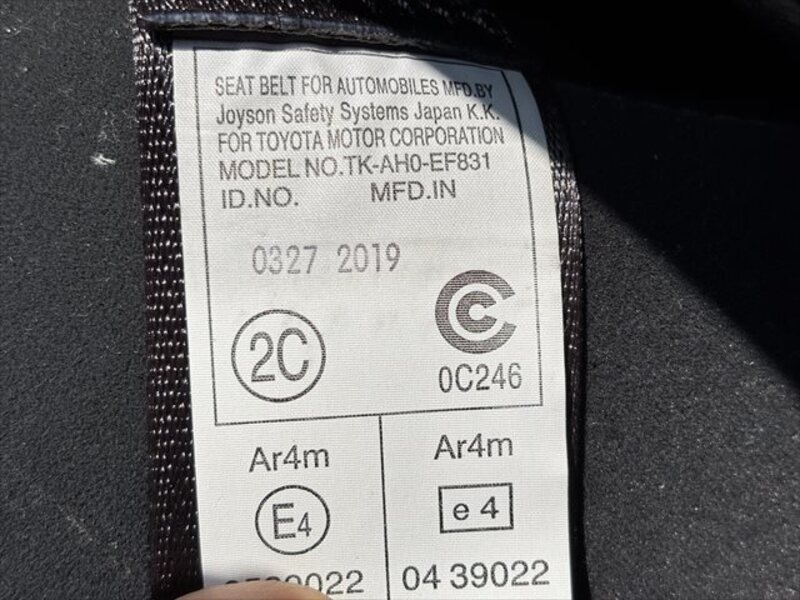 SEAT BELT FOR AUTOMOBILES MFD.BY
Joyson Safety Systems Japan K.K.
FOR TOYOTA MOTOR CORPORATION
MODEL NO.TK-AH0-EF831
ID.NO. MFD.IN
0327 2019
2C
C
0C246
Ar4m Ar4m
E4 e 4
04 39022